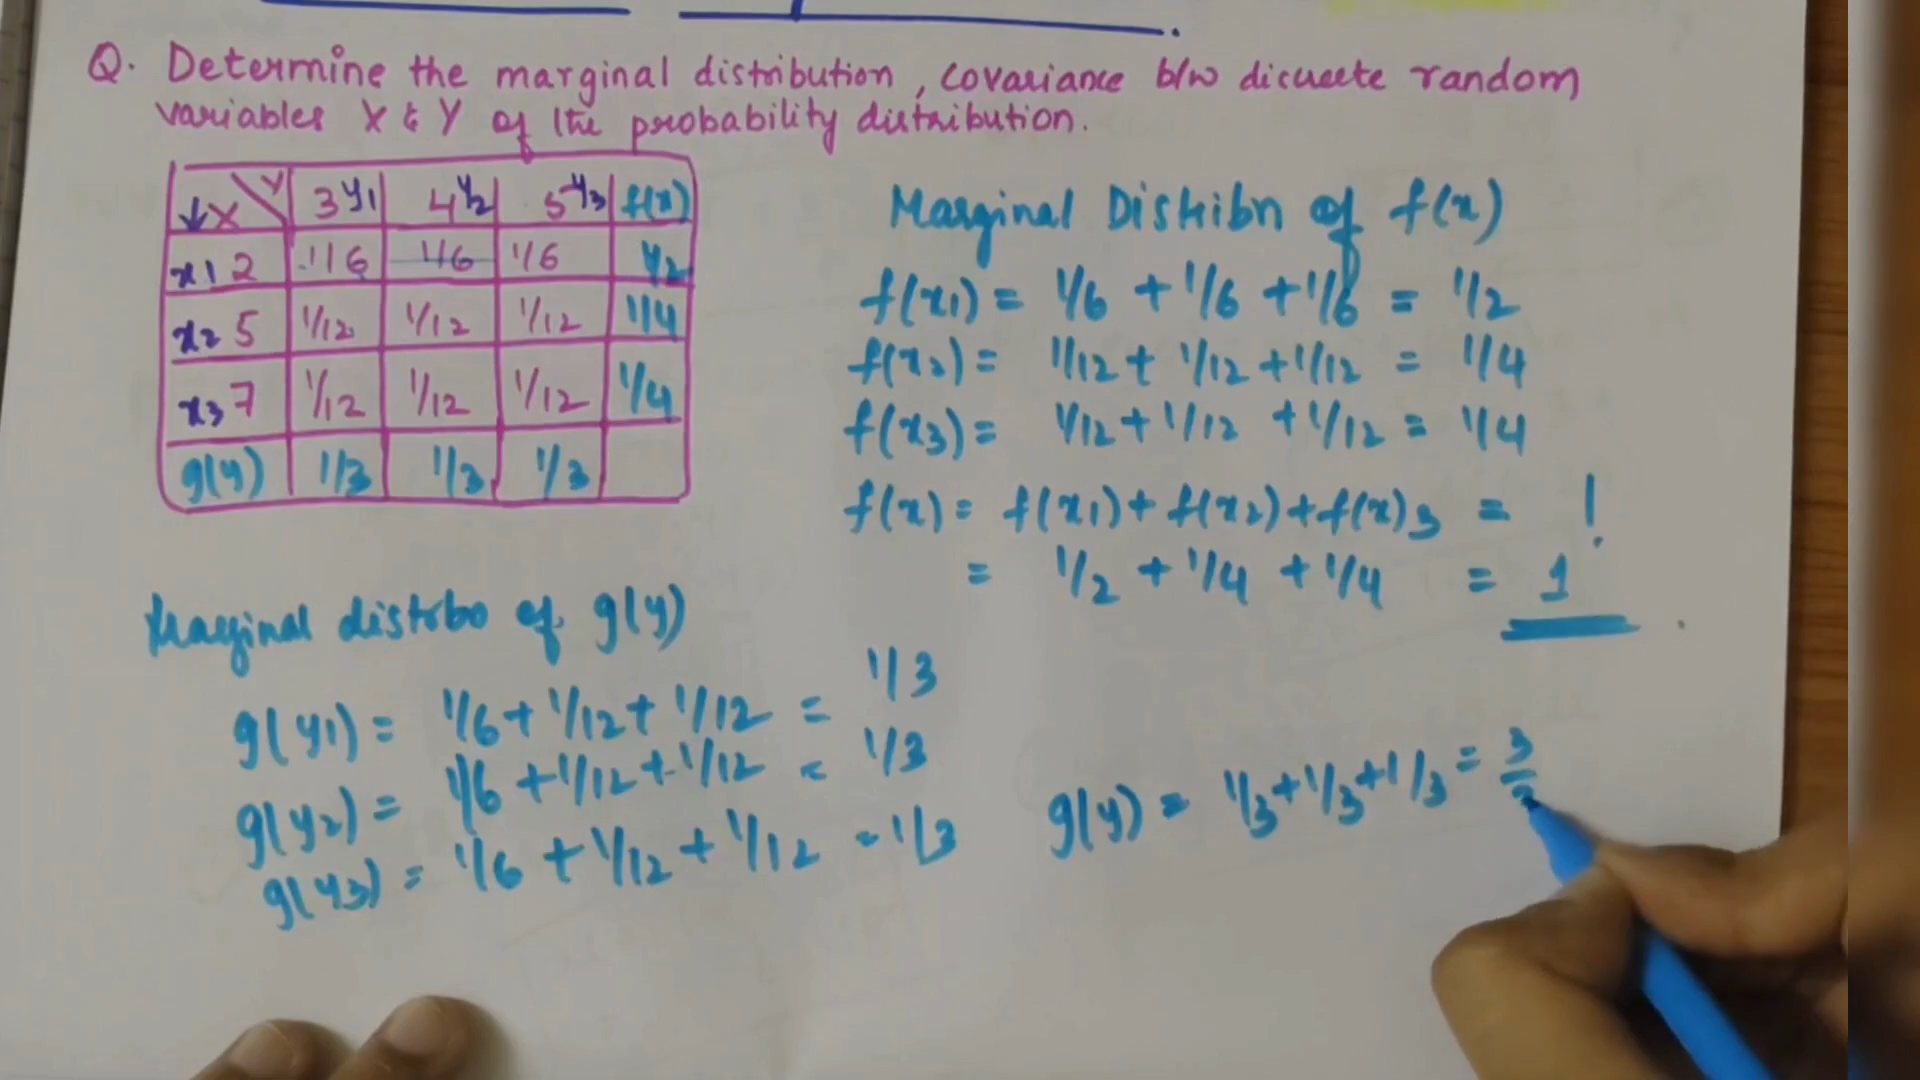 Q. Determine the marginal distribution, covariance b/w discrete random
variables X & Y of the probability distribution.
↓X Y 3 y1 4 y2 5 y3 f(x)
x1 2 1/6 1/6 1/6 1/2
x2 5 1/12 1/12 1/12 1/4
x3 7 1/12 1/12 1/12 1/4
g(y) 1/3 1/3 1/3
Marginal Distribn of f(x)
f(x1) = 1/6 + 1/6 + 1/6 = 1/2
f(x2) = 1/12 + 1/12 + 1/12 = 1/4
f(x3) = 1/12 + 1/12 + 1/12 = 1/4
f(x) = f(x1) + f(x2) + f(x)3 = 1
= 1/2 + 1/4 + 1/4 = 1
Marginal distrbo of g(y)
g(y1) = 1/6 + 1/12 + 1/12 = 1/3
g(y2) = 1/6 + 1/12 + 1/12 = 1/3
g(y3) = 1/6 + 1/12 + 1/12 = 1/3
g(y) = 1/3 + 1/3 + 1/3 = 3/